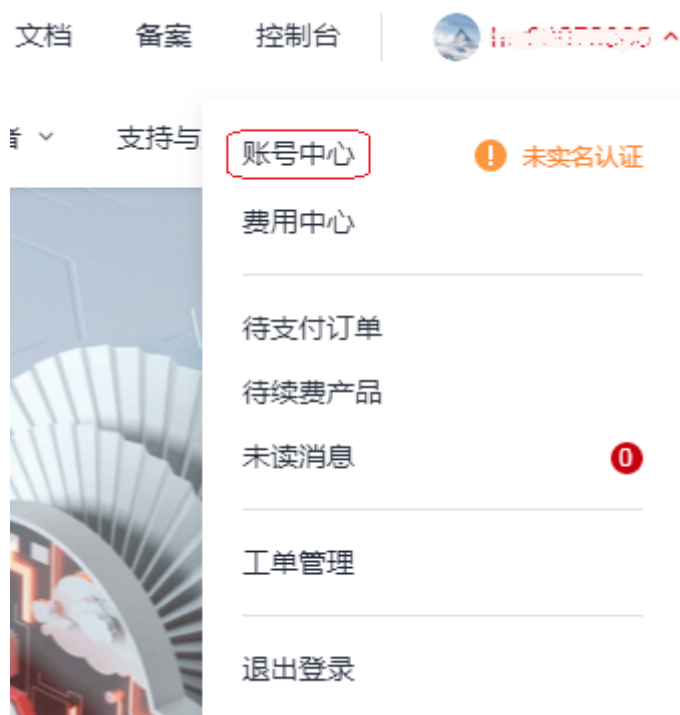 文档 备案 控制台
支持与
账号中心 未实名认证
费用中心
待支付订单
待续费产品
未读消息 0
工单管理
退出登录